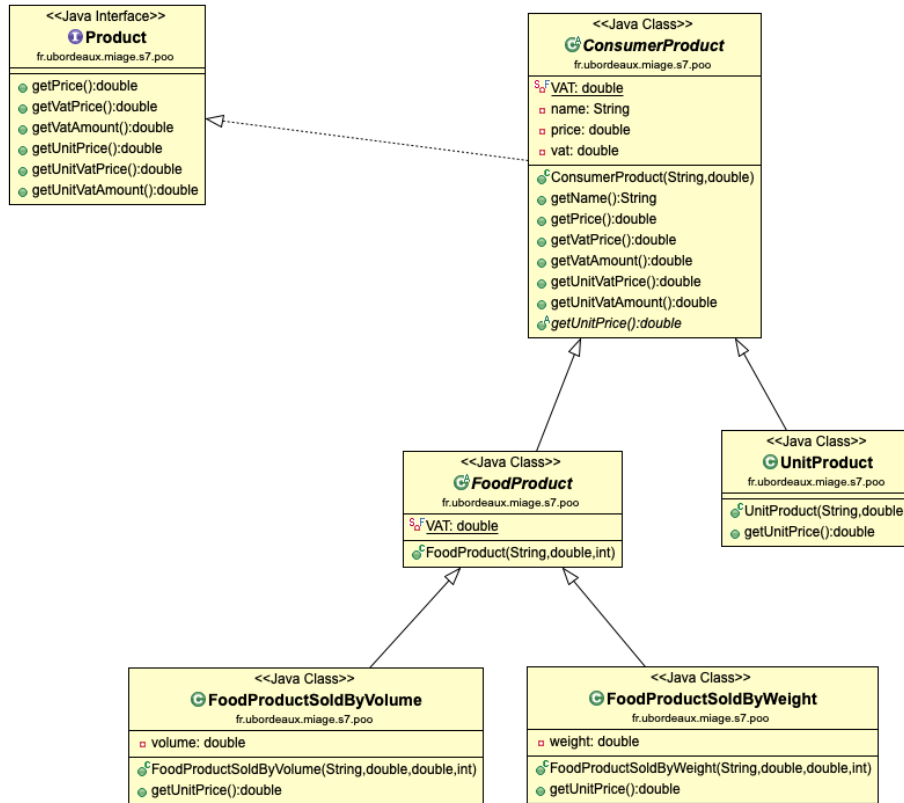 <<Java Interface>>
Product
fr.ubordeaux.miage.s7.poo
getPrice():double
getVatPrice():double
getVatAmount():double
getUnitPrice():double
getUnitVatPrice():double
getUnitVatAmount():double
<<Java Class>>
ConsumerProduct
fr.ubordeaux.miage.s7.poo
VAT: double
name: String
price: double
vat: double
ConsumerProduct(String,double)
getName():String
getPrice():double
getVatPrice():double
getVatAmount():double
getUnitVatPrice():double
getUnitVatAmount():double
getUnitPrice():double
<<Java Class>>
FoodProduct
fr.ubordeaux.miage.s7.poo
VAT: double
FoodProduct(String,double,int)
<<Java Class>>
UnitProduct
fr.ubordeaux.miage.s7.poo
UnitProduct(String,double
getUnitPrice():double
<<Java Class>>
FoodProductSoldByVolume
fr.ubordeaux.miage.s7.poo
volume: double
FoodProductSoldByVolume(String,double,double,int)
getUnitPrice():double
<<Java Class>>
FoodProductSoldByWeight
fr.ubordeaux.miage.s7.poo
weight: double
FoodProductSoldByWeight(String,double,double,int)
getUnitPrice():double